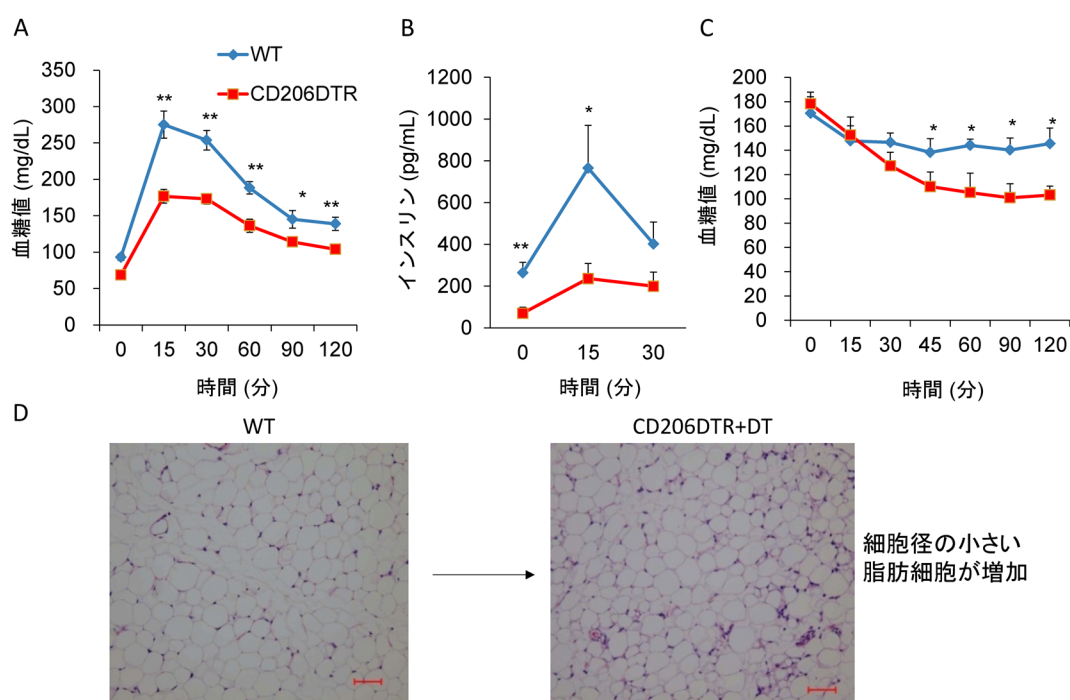 A
WT
CD206DTR
血糖値 (mg/dL)
350
300
250
200
150
100
50
0
**
**
**
*
**
0 15 30 60 90 120
時間 (分)
B
インスリン (pg/mL)
1200
1000
800
600
400
200
0
**
*
0 15 30
時間 (分)
C
血糖値 (mg/dL)
200
180
160
140
120
100
80
60
40
20
0
* * * *
0 15 30 45 60 90 120
時間 (分)
D
WT
CD206DTR+DT
細胞径の小さい
脂肪細胞が増加